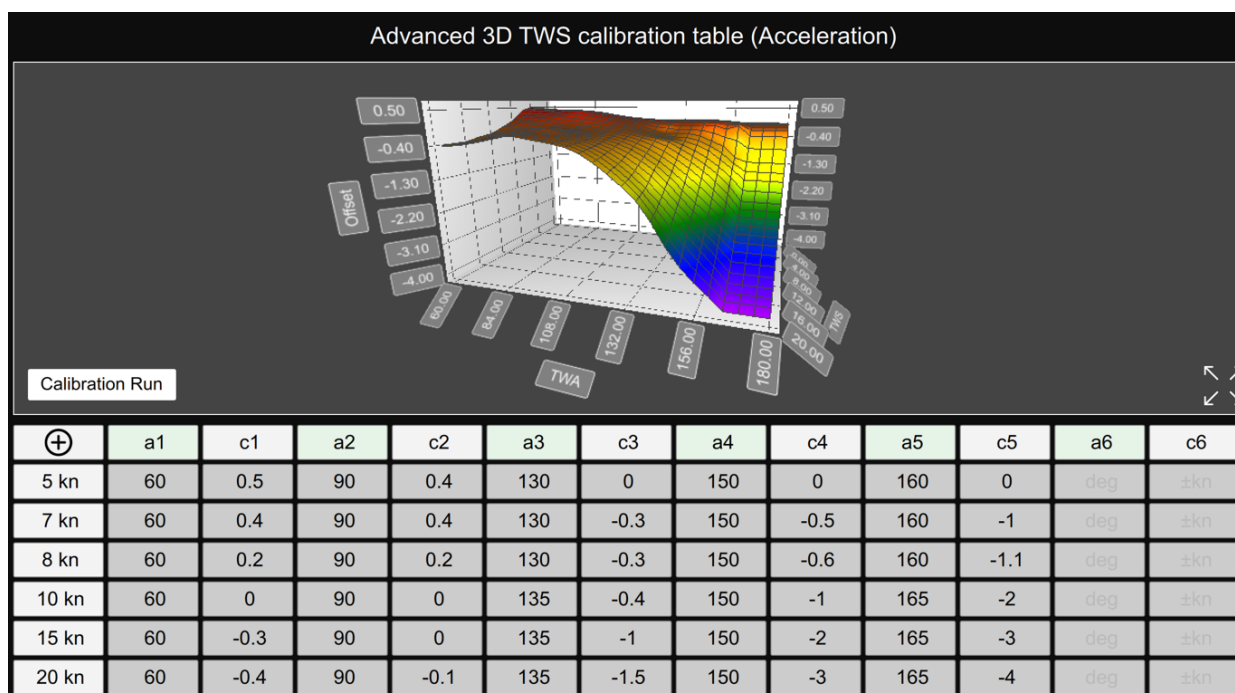 Advanced 3D TWS calibration table (Acceleration)
0.50
-0.40
-1.30
-2.20
-3.10
-4.00
Offset
0.50
-0.40
-1.30
-2.20
-3.10
-4.00
0.00
4.00
8.00
12.00
16.00
20.00
TWS
60.00
84.00
108.00
132.00
156.00
180.00
TWA
Calibration Run
a1 c1 a2 c2 a3 c3 a4 c4 a5 c5 a6 c6
5 kn 60 0.5 90 0.4 130 0 150 0 160 0 deg ±kn
7 kn 60 0.4 90 0.4 130 -0.3 150 -0.5 160 -1 deg ±kn
8 kn 60 0.2 90 0.2 130 -0.3 150 -0.6 160 -1.1 deg ±kn
10 kn 60 0 90 0 135 -0.4 150 -1 165 -2 deg ±kn
15 kn 60 -0.3 90 0 135 -1 150 -2 165 -3 deg ±kn
20 kn 60 -0.4 90 -0.1 135 -1.5 150 -3 165 -4 deg ±kn